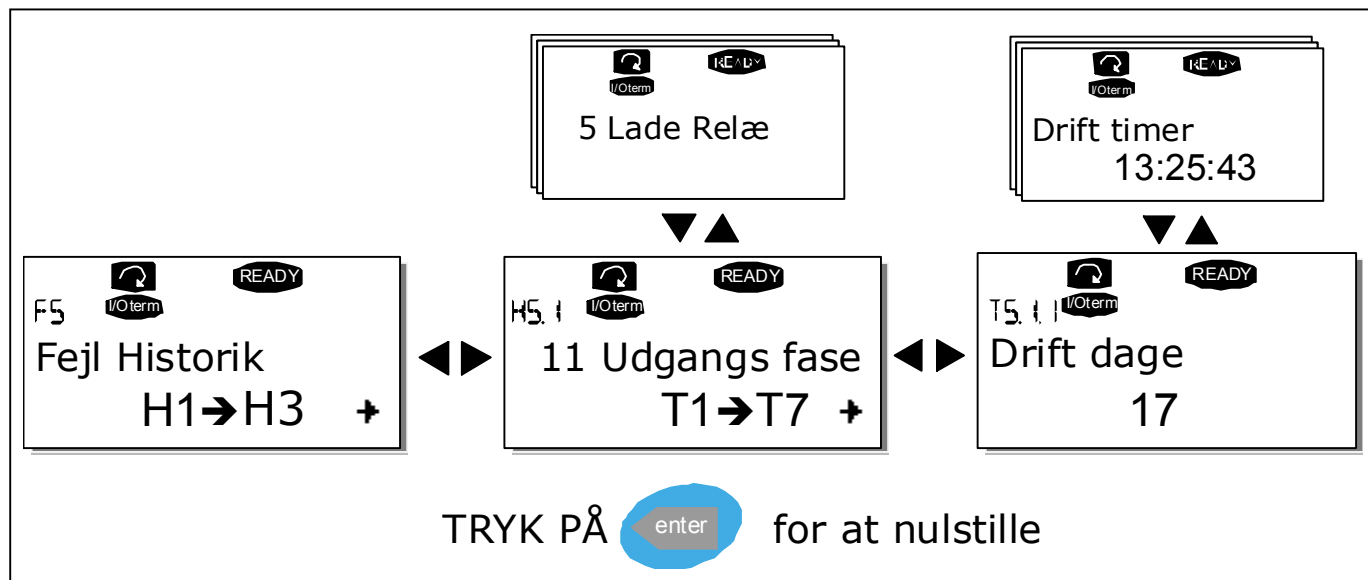 READY
I/Oterm
5 Lade Relæ
READY
I/Oterm
Drift timer
13:25:43
READY
F5 I/Oterm
Fejl Historik
H1➔H3
READY
H5.1 I/Oterm
11 Udgangs fase
T1➔T7
READY
T5.1.1 I/Oterm
Drift dage
17
TRYK PÅ enter for at nulstille